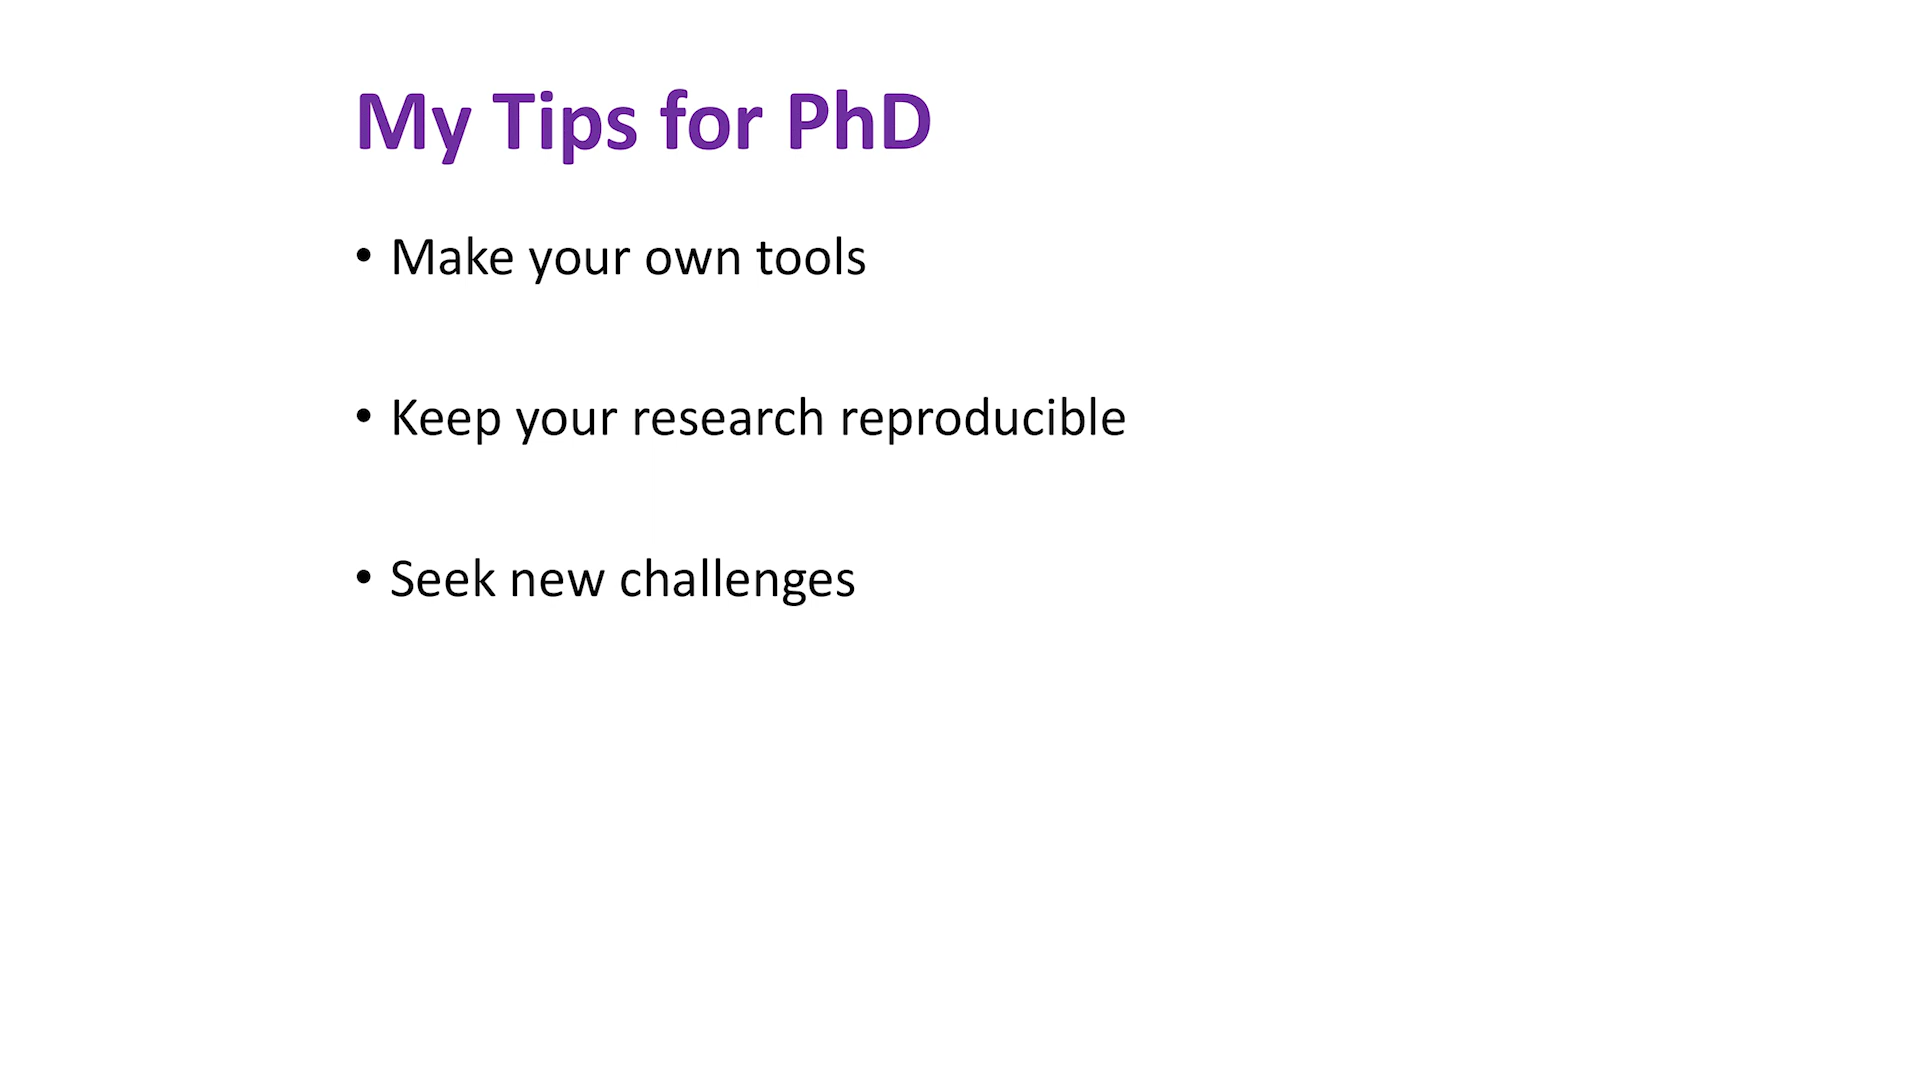 My Tips for PhD
• Make your own tools
• Keep your research reproducible
• Seek new challenges